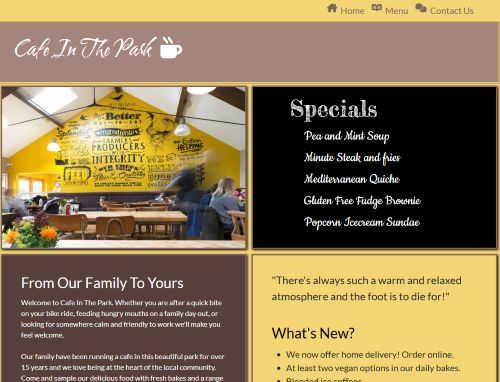 Home Menu Contact Us
Cafe In The Park
Better
FARMERS
PRODUCERS
WITH
INTEGRITY
FEED
Specials
Pea and Mint Soup
Minute Steak and fries
Mediterranean Quiche
Gluten Free Fudge Brownie
Popcorn Icecream Sundae
From Our Family To Yours
Welcome to Cafe In The Park. Whether you are after a quick bite
on your bike ride, feeding hungry mouths on a family day out, or
looking for somewhere calm and friendly to work we'll make you
feel welcome.
Our family have been running a cafe in this beautiful park for over
15 years and we love being at the heart of the local community.
Come and sample our delicious food with fresh bakes and a range
"There's always such a warm and relaxed
atmosphere and the foot is to die for!"
What's New?
We now offer home delivery! Order online.
At least two vegan options in our daily bakes.
Blended ice coffees